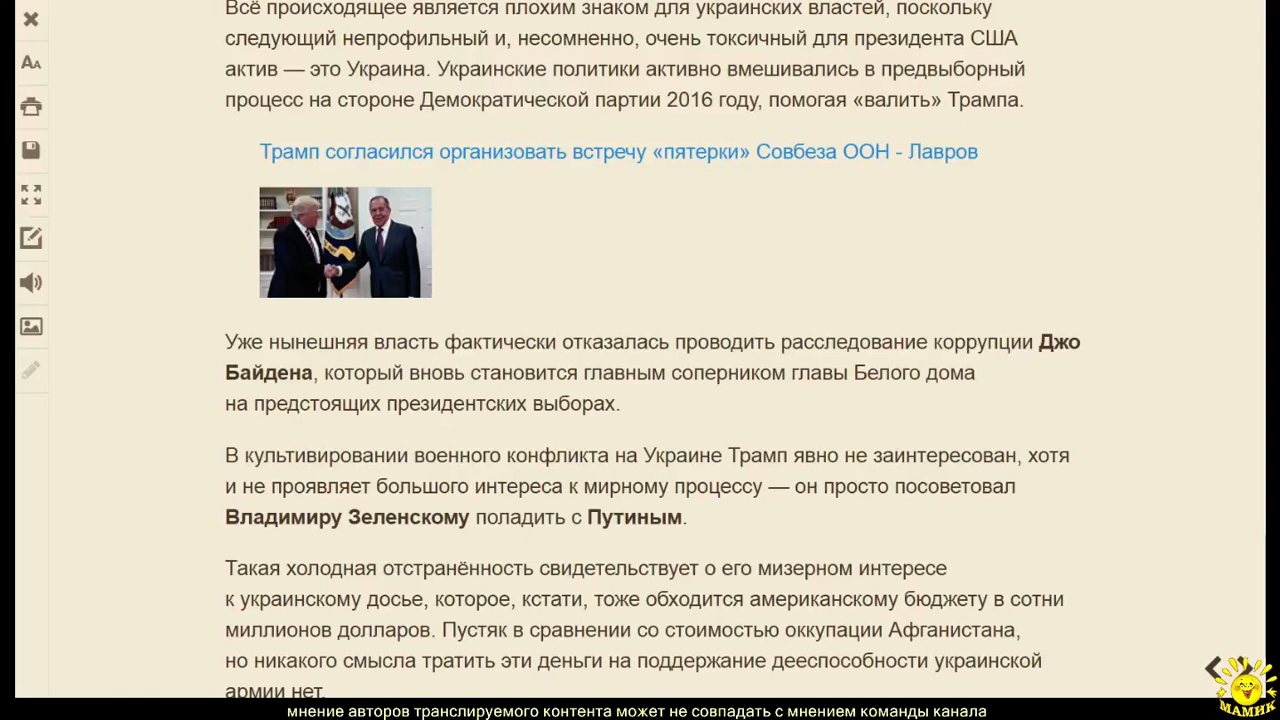 Всё происходящее является плохим знаком для украинских властей, поскольку
следующий непрофильный и, несомненно, очень токсичный для президента США
актив — это Украина. Украинские политики активно вмешивались в предвыборный
процесс на стороне Демократической партии 2016 году, помогая «валить» Трампа.
Трамп согласился организовать встречу «пятерки» Совбеза ООН - Лавров
Уже нынешняя власть фактически отказалась проводить расследование коррупции Джо
Байдена, который вновь становится главным соперником главы Белого дома
на предстоящих президентских выборах.
В культивировании военного конфликта на Украине Трамп явно не заинтересован, хотя
и не проявляет большого интереса к мирному процессу — он просто посоветовал
Владимиру Зеленскому поладить с Путиным.
Такая холодная отстранённость свидетельствует о его мизерном интересе
к украинскому досье, которое, кстати, тоже обходится американскому бюджету в сотни
миллионов долларов. Пустяк в сравнении со стоимостью оккупации Афганистана,
но никакого смысла тратить эти деньги на поддержание дееспособности украинской
армии нет.
МАМИК
мнение авторов транслируемого контента может не совпадать с мнением команды канала